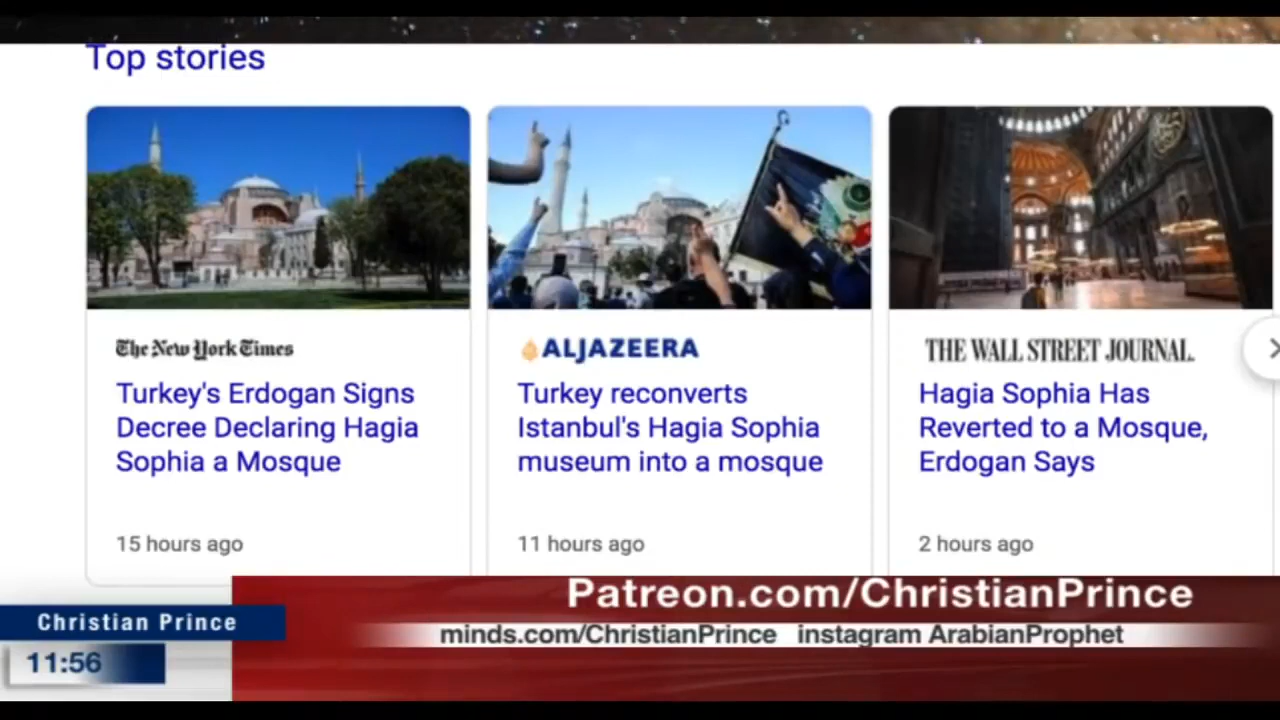 Top stories
The New York Times
Turkey's Erdogan Signs
Decree Declaring Hagia
Sophia a Mosque
15 hours ago
ALJAZEERA
Turkey reconverts
Istanbul's Hagia Sophia
museum into a mosque
11 hours ago
THE WALL STREET JOURNAL.
Hagia Sophia Has
Reverted to a Mosque,
Erdogan Says
2 hours ago
Patreon.com/ChristianPrince
Christian Prince
minds.com/ChristianPrince instagram ArabianProphet
11:56